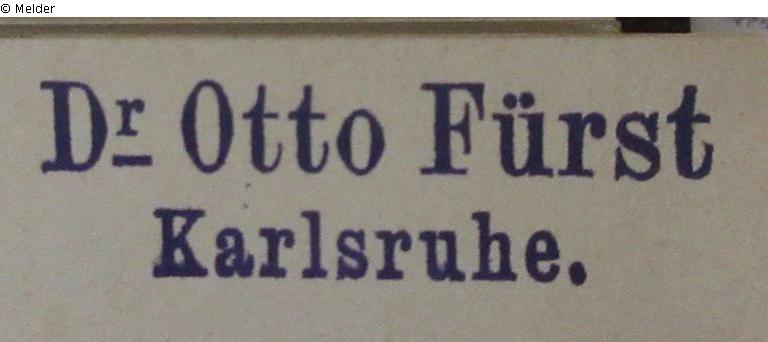 © Melder
Dr Otto Fürst
Karlsruhe.